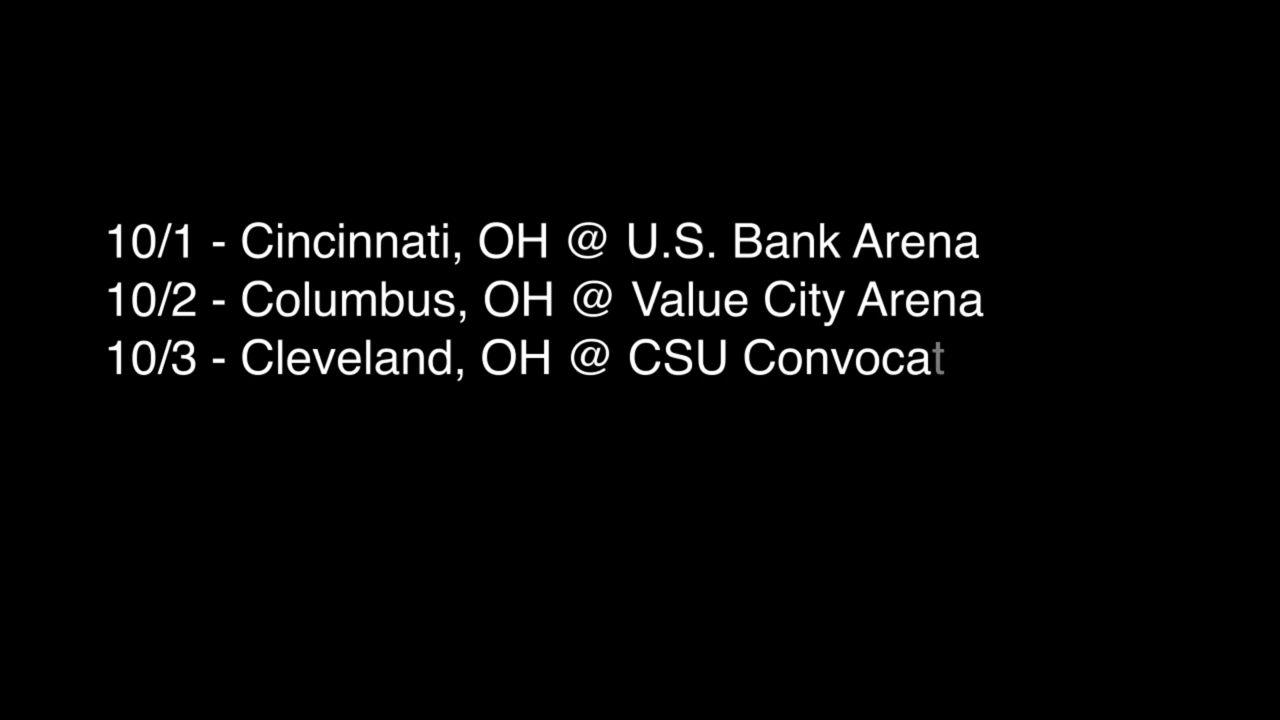 10/1 - Cincinnati, OH @ U.S. Bank Arena
10/2 - Columbus, OH @ Value City Arena
10/3 - Cleveland, OH @ CSU Convocat